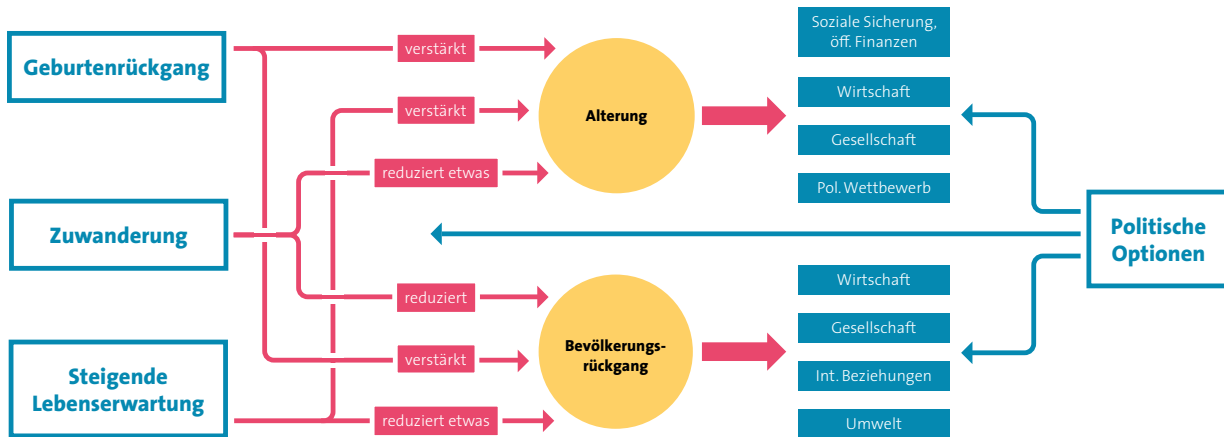 Geburtenrückgang
Zuwanderung
Steigende
Lebenserwartung
verstärkt
verstärkt
reduziert etwas
reduziert
verstärkt
reduziert etwas
Alterung
Bevölkerungs-
rückgang
Soziale Sicherung,
öff. Finanzen
Wirtschaft
Gesellschaft
Pol. Wettbewerb
Wirtschaft
Gesellschaft
Int. Beziehungen
Umwelt
Politische
Optionen